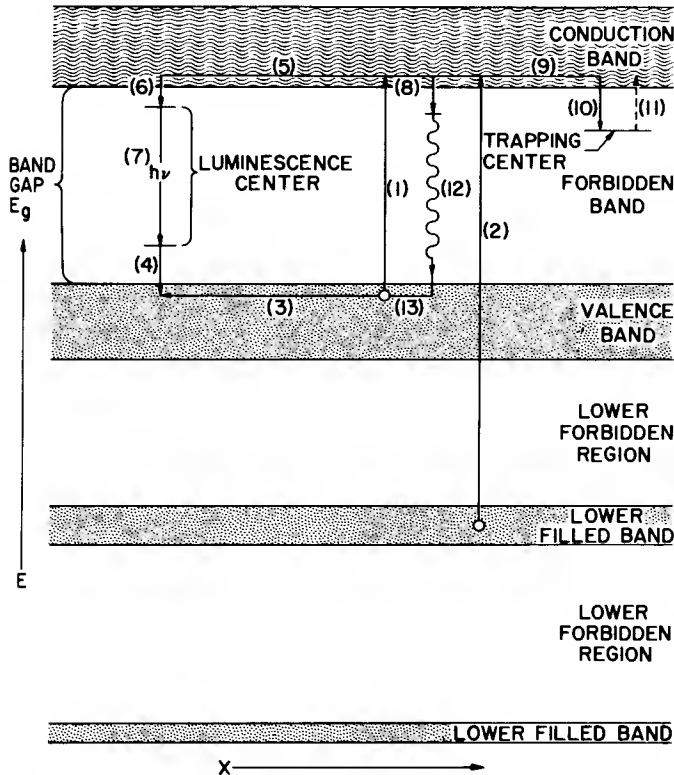 CONDUCTION
BAND
(5)
(9)
(6)
(8)
(10)
(11)
TRAPPING
CENTER
BAND
GAP
Eg
(7) hν
LUMINESCENCE
CENTER
(1)
(12)
(2)
FORBIDDEN
BAND
(4)
(3)
(13)
VALENCE
BAND
LOWER
FORBIDDEN
REGION
LOWER
FILLED BAND
E
LOWER
FORBIDDEN
REGION
LOWER FILLED BAND
X